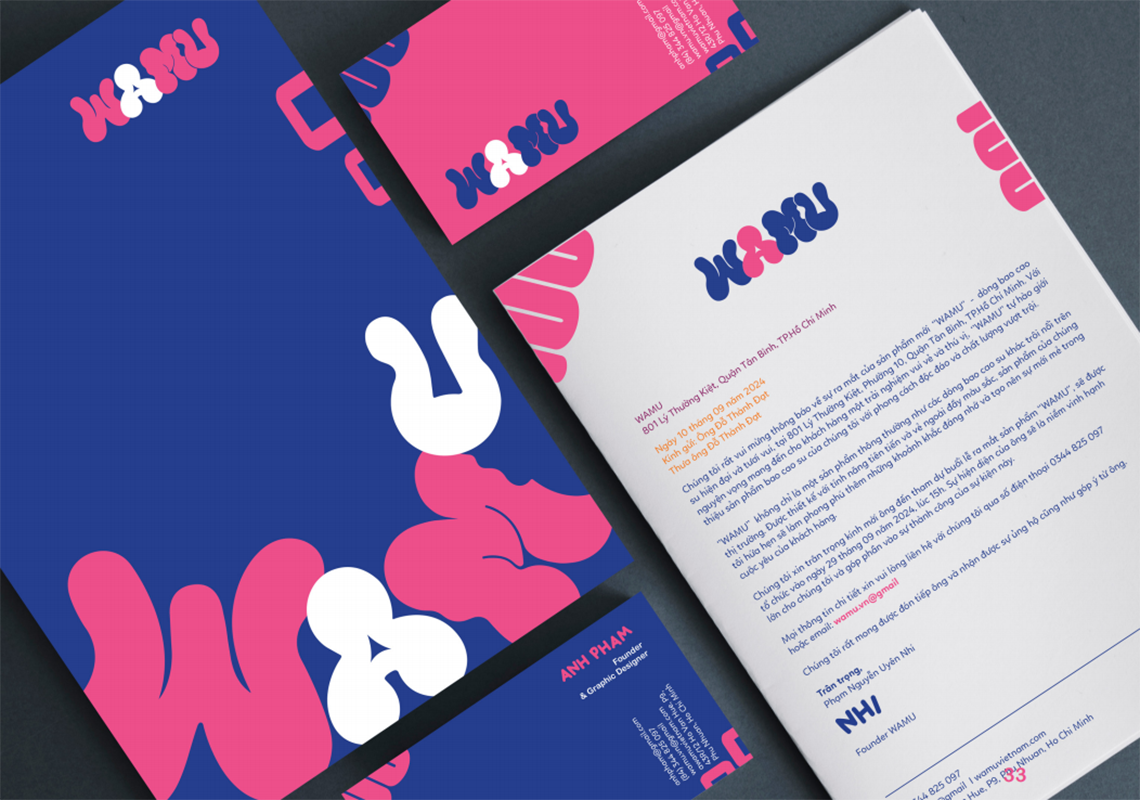 WAMU
WAMU
anhphan@gmail.com
(84) 344 825 097
wamu.vn@gmail
wamuvietnam
43R/12 Ho Van
Phu Nhuan,
WAMU
WAMU
801 Lý Thường Kiệt, Quận Tân Bình, TP.Hồ Chí Minh
Ngày 10 tháng 09 năm 2024
Kính gửi: Ông Đỗ Thành Đạt
Thưa ông Đỗ Thành Đạt
Chúng tôi rất vui mừng thông báo về sự ra mắt của sản phẩm mới "WAMU" - dòng bao cao
su hiện đại và tươi vui, tại 801 Lý Thường Kiệt, Phường 10, Quận Tân Bình, TP.Hồ Chí Minh. Với
nguyện vọng mang đến cho khách hàng một trải nghiệm vui vẻ và thú vị, "WAMU" tự hào giới
thiệu sản phẩm bao cao su của chúng tôi với phong cách độc đáo và chất lượng vượt trội.
"WAMU" không chỉ là một sản phẩm thông thường như các dòng bao cao su khác trôi nổi trên
thị trường. Được thiết kế với tính năng tiên tiến và vẻ ngoài đầy màu sắc, sản phẩm của chúng
tôi hứa hẹn sẽ làm phong phú thêm những khoảnh khắc đáng nhớ và tạo nên sự mới mẻ trong
cuộc yêu của khách hàng.
Chúng tôi xin trân trọng kính mời ông đến tham dự buổi lễ ra mắt sản phẩm "WAMU", sẽ được
tổ chức vào ngày 29 tháng 09 năm 2024, lúc 15h. Sự hiện diện của ông sẽ là niềm vinh hạnh
lớn cho chúng tôi và góp phần vào sự thành công của sự kiện này.
Mọi thông tin chi tiết xin vui lòng liên hệ với chúng tôi qua số điện thoại 0344 825 097
hoặc email: wamu.vn@gmail
Chúng tôi rất mong được đón tiếp ông và nhận được sự ủng hộ cũng như góp ý từ ông.
Trân trọng,
Phạm Nguyễn Uyên Nhi
NHI
Founder WAMU
344 825 097
@gmail | wamuvietnam.com
Hue, P9, Phu Nhuan, Ho Chi Minh
33
WAMU
ANH PHAM
Founder
& Graphic Designer
anhphan@gmail.com
(84) 344 825 097
wamu.vn@gmail
wamuvietnam.com
43R/12 Ho Van Hue, P9,
Phu Nhuan, Ho Chi Minh